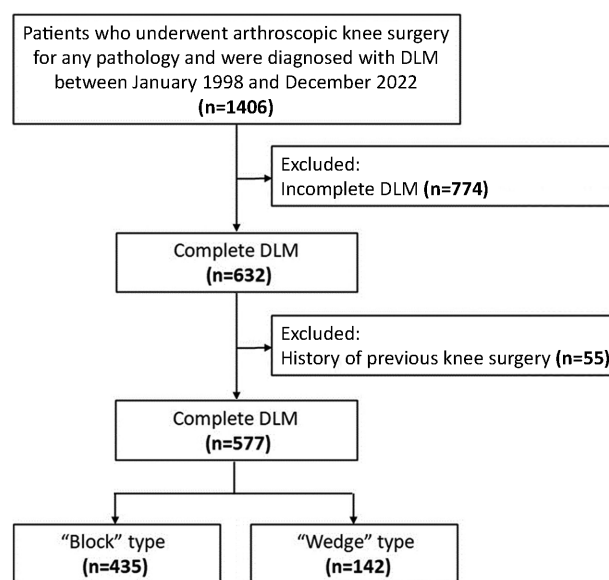 Patients who underwent arthroscopic knee surgery
for any pathology and were diagnosed with DLM
between January 1998 and December 2022
(n=1406)
Excluded:
Incomplete DLM (n=774)
Complete DLM
(n=632)
Excluded:
History of previous knee surgery (n=55)
Complete DLM
(n=577)
“Block” type
(n=435)
“Wedge” type
(n=142)